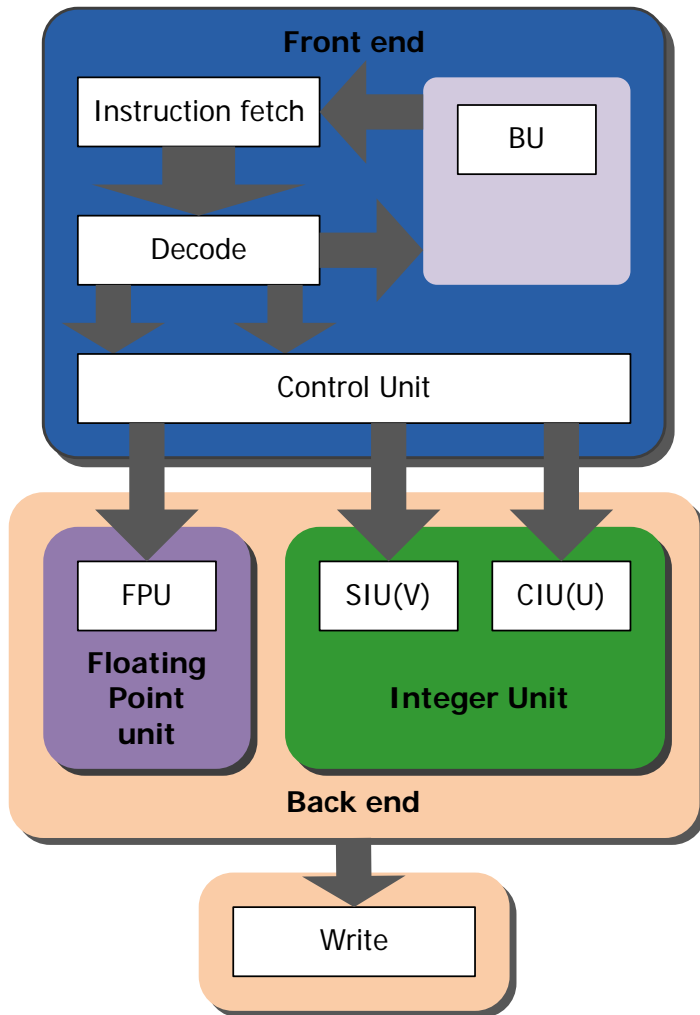 Front end
Instruction fetch
BU
Decode
Control Unit
FPU
SIU(V)
CIU(U)
Floating
Point
unit
Integer Unit
Back end
Write